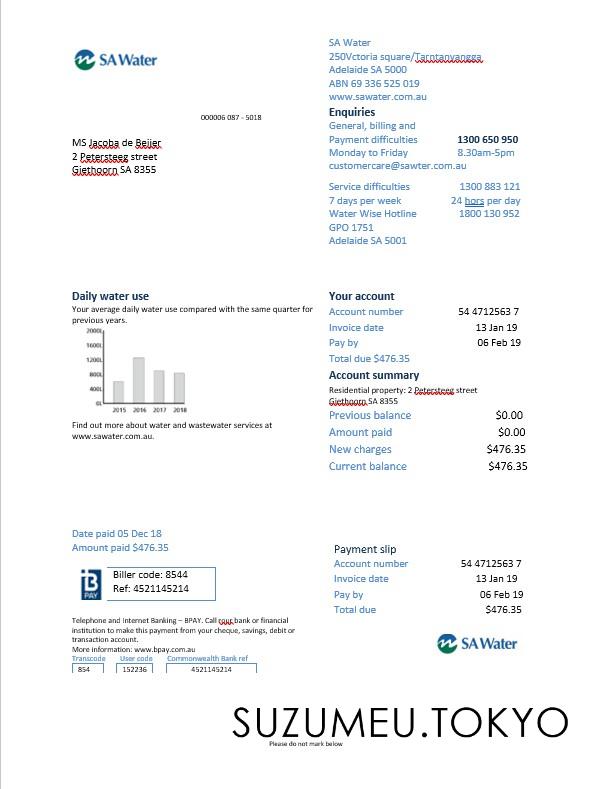 SA Water
SA Water
250Vctoria square/Tarntanyangga
Adelaide SA 5000
ABN 69 336 525 019
www.sawater.com.au
000006 087 - 5018
Enquiries
General, billing and
Payment difficulties 1300 650 950
Monday to Friday 8.30am-5pm
customercare@sawter.com.au
MS Jacoba de Beijer
2 Petersteeg street
Giethoorn SA 8355
Service difficulties 1300 883 121
7 days per week 24 hors per day
Water Wise Hotline 1800 130 952
GPO 1751
Adelaide SA 5001
Daily water use
Your average daily water use compared with the same quarter for
previous years.
2000L
1600L
1200L
800L
400L
0L
2015 2016 2017 2018
Find out more about water and wastewater services at
www.sawater.com.au.
Your account
Account number 54 4712563 7
Invoice date 13 Jan 19
Pay by 06 Feb 19
Total due $476.35
Account summary
Residential property: 2 Petersteeg street
Giethoorn SA 8355
Previous balance $0.00
Amount paid $0.00
New charges $476.35
Current balance $476.35
Date paid 05 Dec 18
Amount paid $476.35
B
PAY
Biller code: 8544
Ref: 4521145214
Telephone and Internet Banking – BPAY. Call your bank or financial
institution to make this payment from your cheque, savings, debit or
transaction account.
More information: www.bpay.com.au
Transcode User code Commonwealth Bank ref
854 152236 4521145214
Payment slip
Account number 54 4712563 7
Invoice date 13 Jan 19
Pay by 06 Feb 19
Total due $476.35
SA Water
SUZUMEU.TOKYO
Please do not mark below